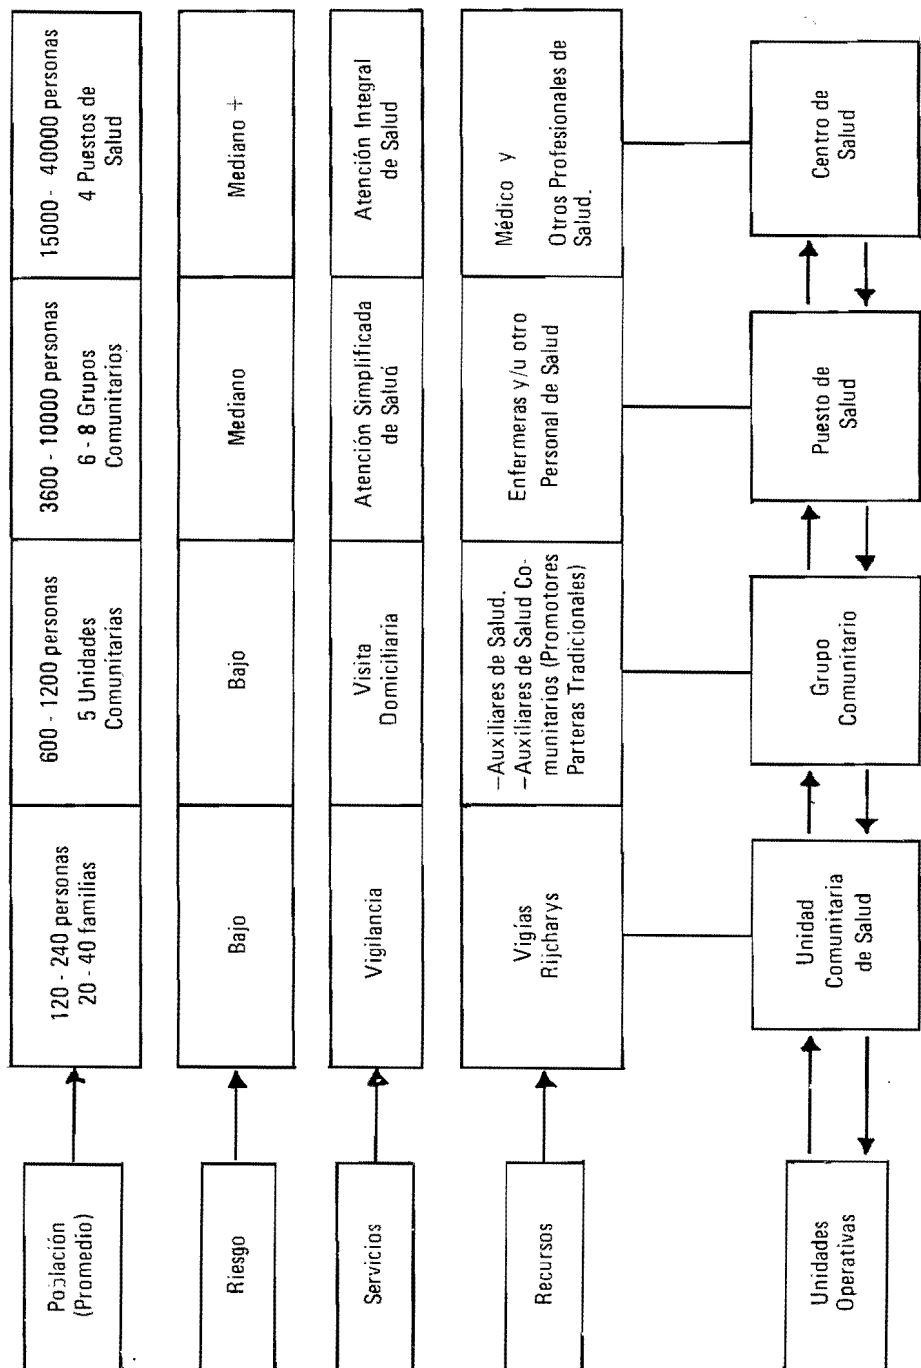 Población
(Promedio)
120 - 240 personas
20 - 40 familias
600 - 1200 personas
5 Unidades
Comunitarias
3600 - 10000 personas
6 - 8 Grupos
Comunitarios
15000 - 40000 personas
4 Puestos de
Salud
Riesgo
Bajo
Bajo
Mediano
Mediano +
Servicios
Vigilancia
Visita
Domiciliaria
Atención Simplificada
de Salud
Atención Integral
de Salud
Recursos
Vigías
Rijcharys
–Auxiliares de Salud.
–Auxiliares de Salud Co-
munitarios (Promotores
Parteras Tradicionales)
Enfermeras y/u otro
Personal de Salud
Médico y
Otros Profesionales de
Salud.
Unidades
Operativas
Unidad
Comunitaria
de Salud
Grupo
Comunitario
Puesto de
Salud
Centro de
Salud